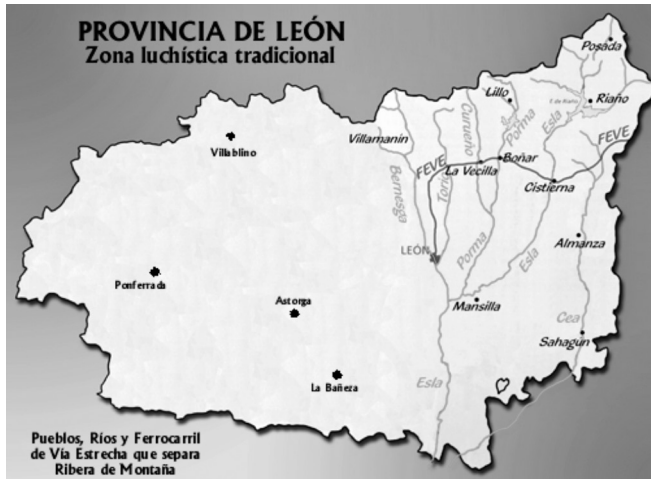 PROVINCIA DE LEÓN
Zona luchística tradicional
Posada
Lillo
Riaño
Esla
Porma
Curueño
Villamanín
Villablino
FEVE
FEVE
Boñar
La Vecilla
Torío
Cistierna
Bernesga
Almanza
LEÓN
Porma
Esla
Ponferrada
Astorga
Mansilla
Cea
Sahagún
La Bañeza
Esla
Pueblos, Ríos y Ferrocarril
de Vía Estrecha que separa
Ribera de Montaña